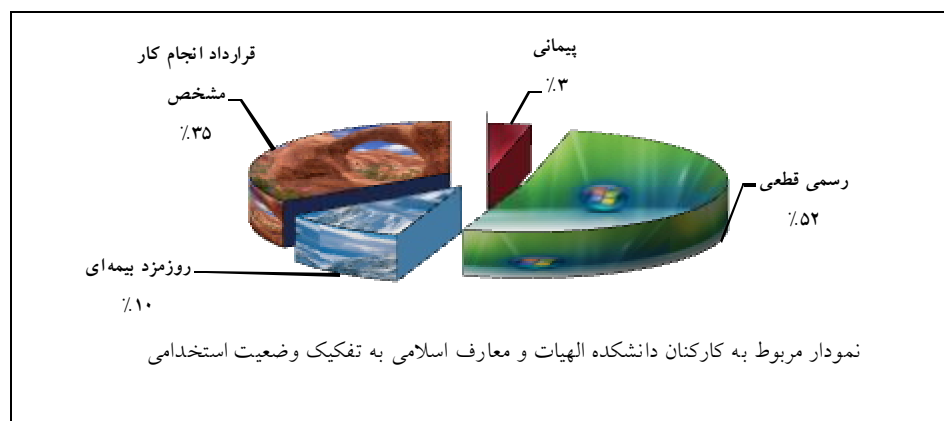 پیمانی
٪۳
قرارداد انجام کار
مشخص
٪۳۵
رسمی قطعی
٪۵۲
روزمزد بیمه‌ای
٪۱۰
نمودار مربوط به کارکنان دانشکده الهیات و معارف اسلامی به تفکیک وضعیت استخدامی